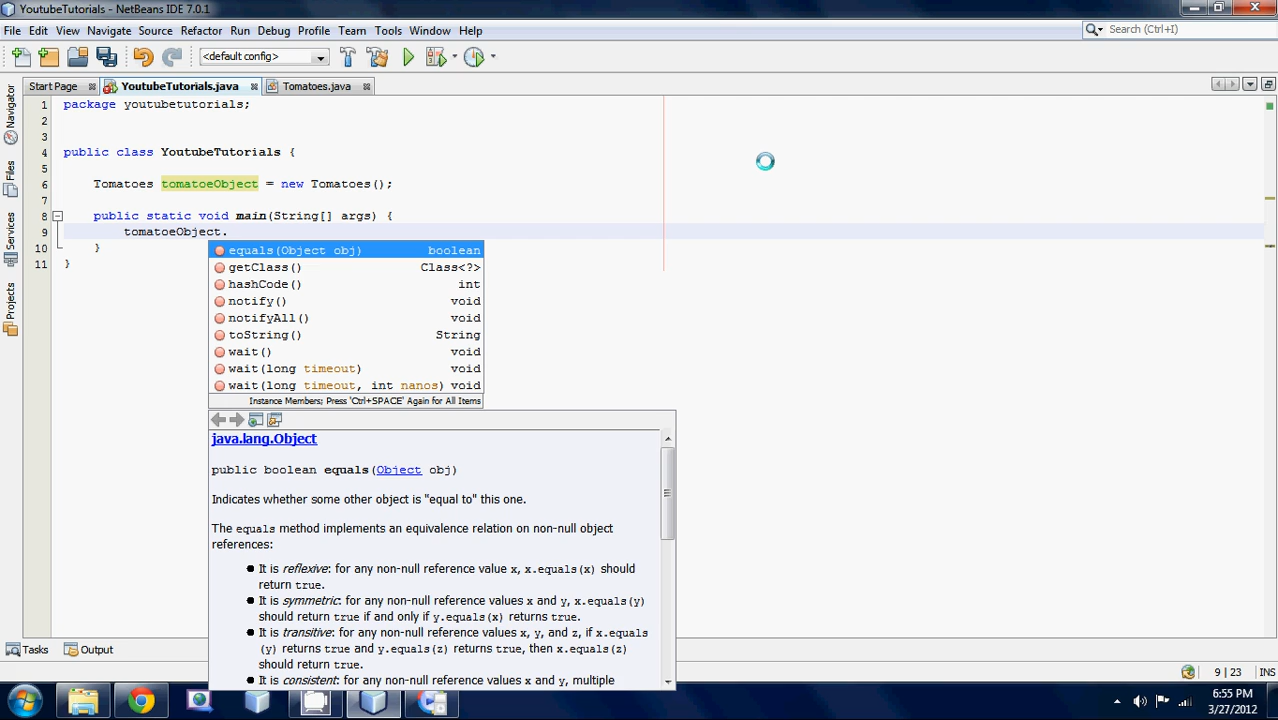 YoutubeTutorials - NetBeans IDE 7.0.1
File Edit View Navigate Source Refactor Run Debug Profile Team Tools Window Help
Search (Ctrl+I)
<default config>
Start Page YoutubeTutorials.java Tomatoes.java
Navigator
Files
Services
Projects
1 package youtubetutorials;
2
3
4 public class YoutubeTutorials {
5
6 Tomatoes tomatoeObject = new Tomatoes();
7
8 public static void main(String[] args) {
9 tomatoeObject.
10 }
11 }
equals(Object obj) boolean
getClass() Class<?>
hashCode() int
notify() void
notifyAll() void
toString() String
wait() void
wait(long timeout) void
wait(long timeout, int nanos) void
Instance Members; Press 'Ctrl+SPACE' Again for All Items
java.lang.Object
public boolean equals(Object obj)
Indicates whether some other object is "equal to" this one.
The equals method implements an equivalence relation on non-null object
references:
● It is reflexive: for any non-null reference value x, x.equals(x) should
return true.
● It is symmetric: for any non-null reference values x and y, x.equals(y)
should return true if and only if y.equals(x) returns true.
● It is transitive: for any non-null reference values x, y, and z, if x.equals
(y) returns true and y.equals(z) returns true, then x.equals(z)
should return true.
● It is consistent: for any non-null reference values x and y, multiple
Tasks Output
9 | 23 INS
6:55 PM
3/27/2012